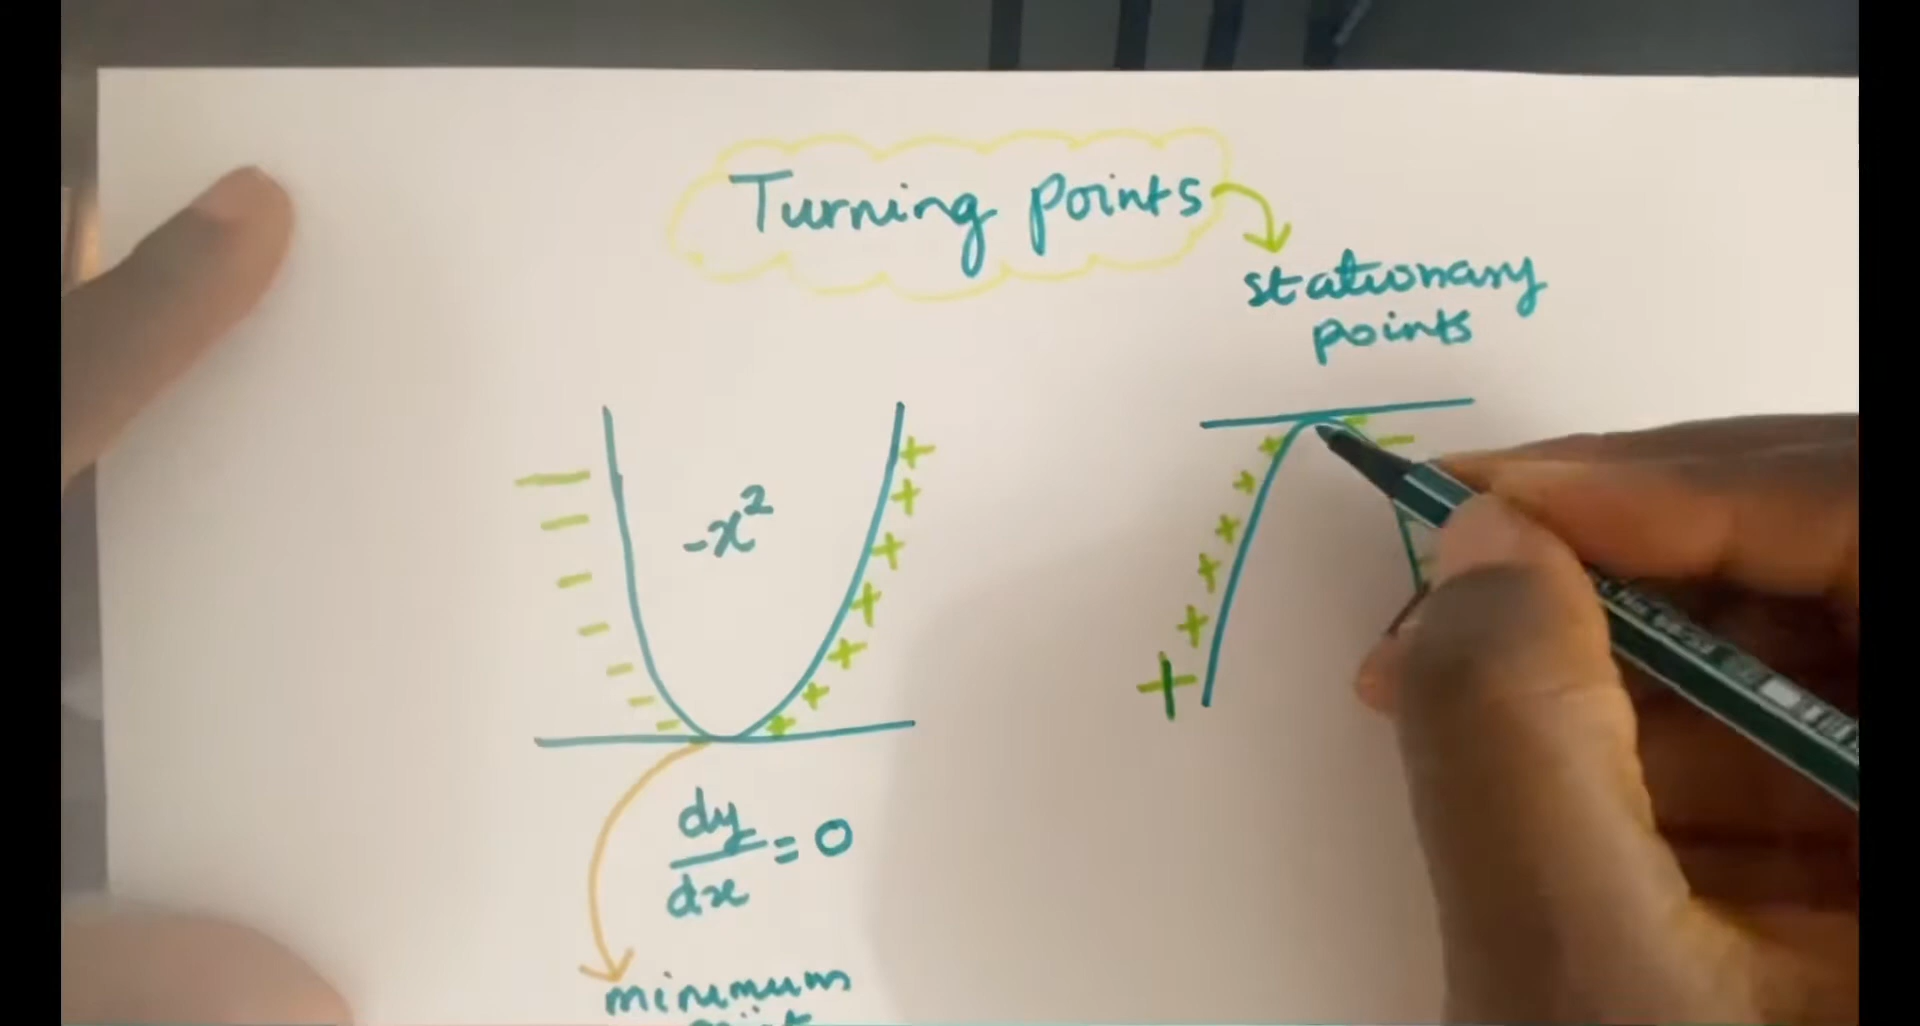 Turning points
stationary
points
-x²
dy/dx = 0
minimum